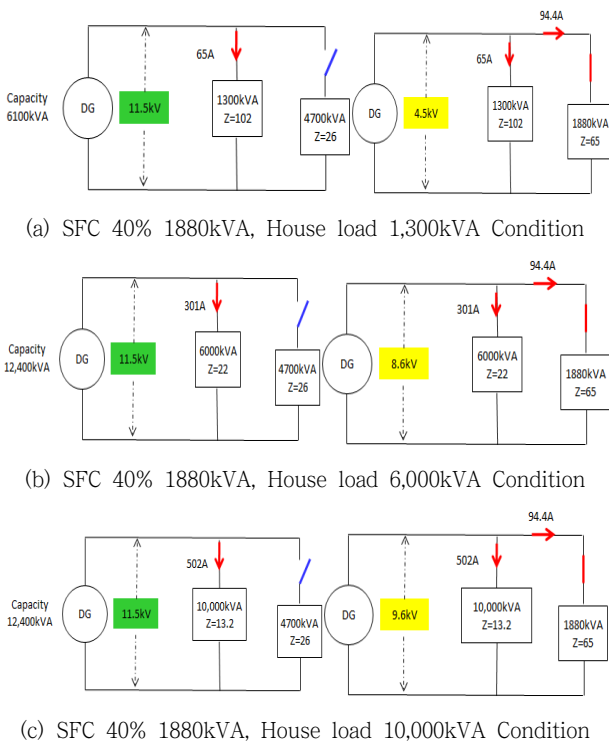 94.4A
65A
65A
Capacity
6100kVA
DG
11.5kV
1300kVA
Z=102
4700kVA
Z=26
DG
4.5kV
1300kVA
Z=102
1880kVA
Z=65
(a) SFC 40% 1880kVA, House load 1,300kVA Condition
94.4A
301A
301A
Capacity
12,400kVA
DG
11.5kV
6000kVA
Z=22
4700kVA
Z=26
DG
8.6kV
6000kVA
Z=22
1880kVA
Z=65
(b) SFC 40% 1880kVA, House load 6,000kVA Condition
94.4A
502A
502A
Capacity
12,400kVA
DG
11.5kV
10,000kVA
Z=13.2
4700kVA
Z=26
DG
9.6kV
10,000kVA
Z=13.2
1880kVA
Z=65
(c) SFC 40% 1880kVA, House load 10,000kVA Condition